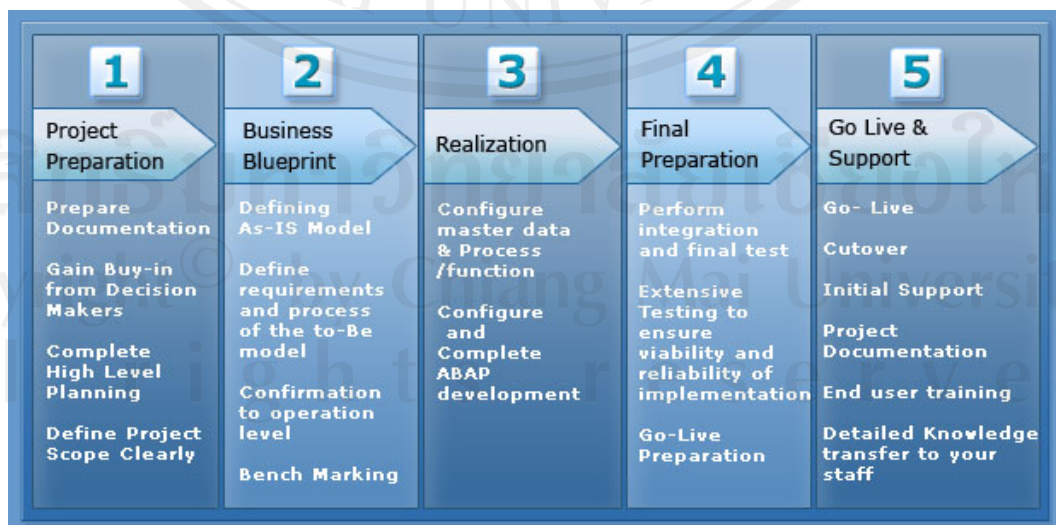 1
Project
Preparation
Prepare
Documentation
Gain Buy-in
from Decision
Makers
Complete
High Level
Planning
Define Project
Scope Clearly
2
Business
Blueprint
Defining
As-IS Model
Define
requirements
and process
of the to-Be
model
Confirmation
to operation
level
Bench Marking
3
Realization
Configure
master data
& Process
/function
Configure
and
Complete
ABAP
development
4
Final
Preparation
Perform
integration
and final test
Extensive
Testing to
ensure
viability and
reliability of
implementation
Go-Live
Preparation
5
Go Live &
Support
Go- Live
Cutover
Initial Support
Project
Documentation
End user training
Detailed Knowledge
transfer to your
staff
by Chiang Mai Universi